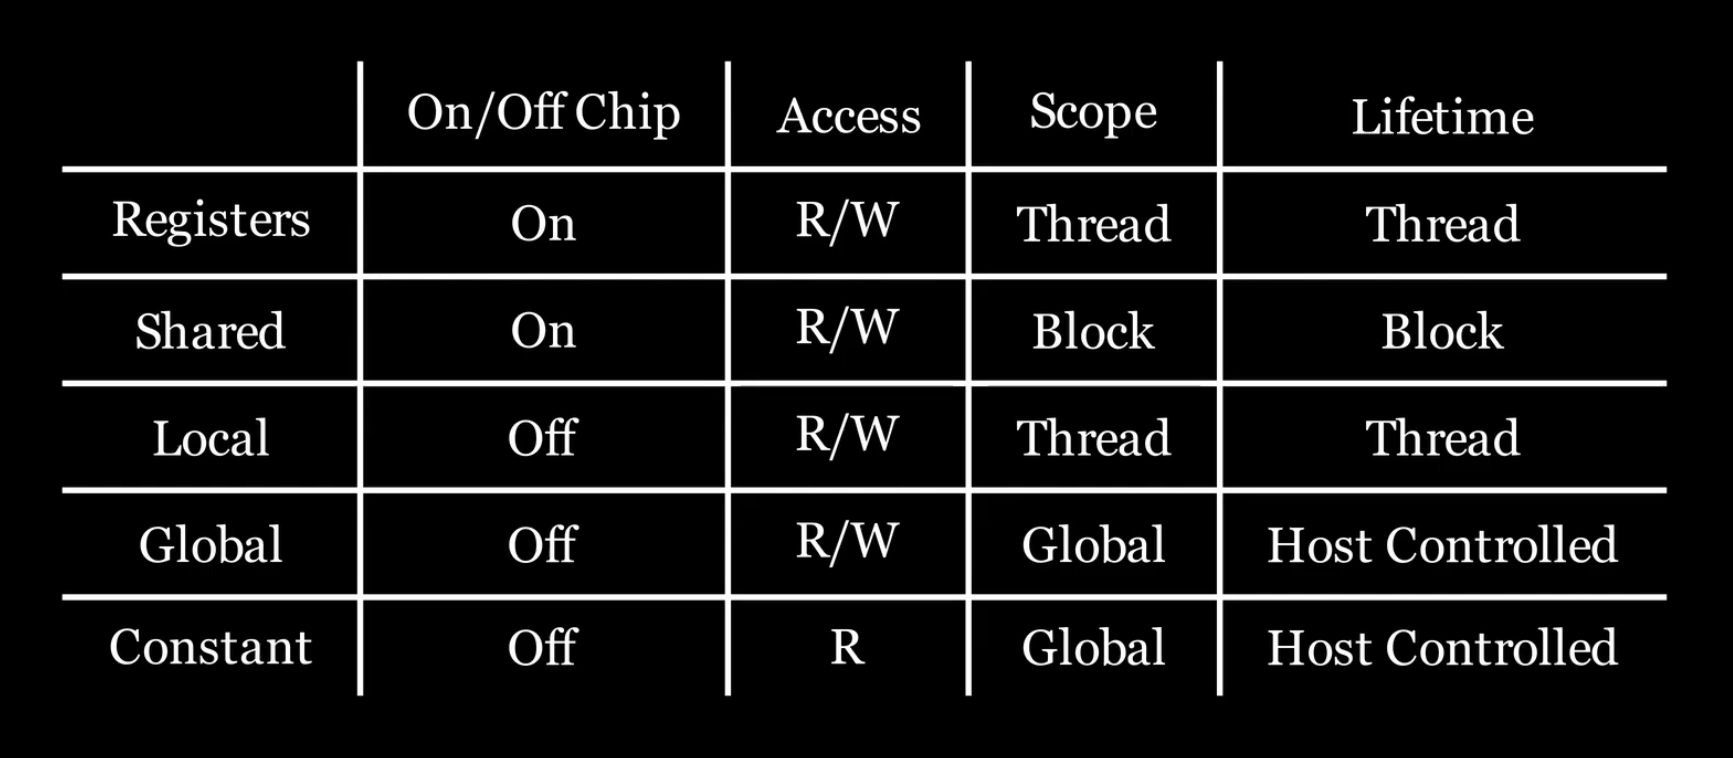 On/Off Chip Access Scope Lifetime
Registers On R/W Thread Thread
Shared On R/W Block Block
Local Off R/W Thread Thread
Global Off R/W Global Host Controlled
Constant Off R Global Host Controlled